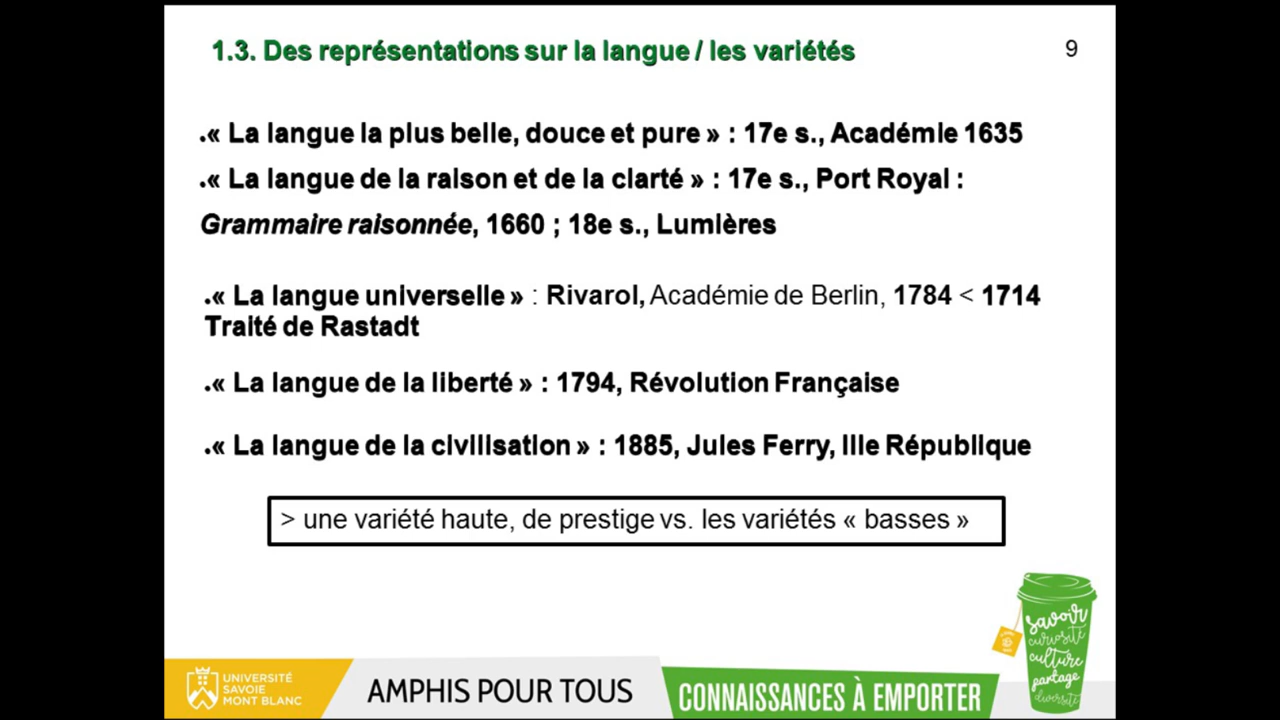 1.3. Des représentations sur la langue / les variétés
9
.« La langue la plus belle, douce et pure » : 17e s., Académie 1635
.« La langue de la raison et de la clarté » : 17e s., Port Royal :
Grammaire raisonnée, 1660 ; 18e s., Lumières
.« La langue universelle » : Rivarol, Académie de Berlin, 1784 < 1714
Traité de Rastadt
.« La langue de la liberté » : 1794, Révolution Française
.« La langue de la civilisation » : 1885, Jules Ferry, IIIe République
> une variété haute, de prestige vs. les variétés « basses »
savoir
curiosité
culture
partage
diversité
UNIVERSITÉ
SAVOIE
MONT BLANC
AMPHIS POUR TOUS
CONNAISSANCES À EMPORTER